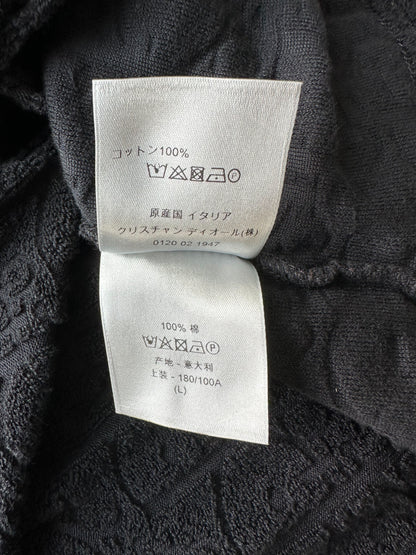 コットン100%
原産国 イタリア
クリスチャン ディオール(株)
0120 02 1947
100% 棉
P
产地 - 意大利
上装 - 180/100A
(L)